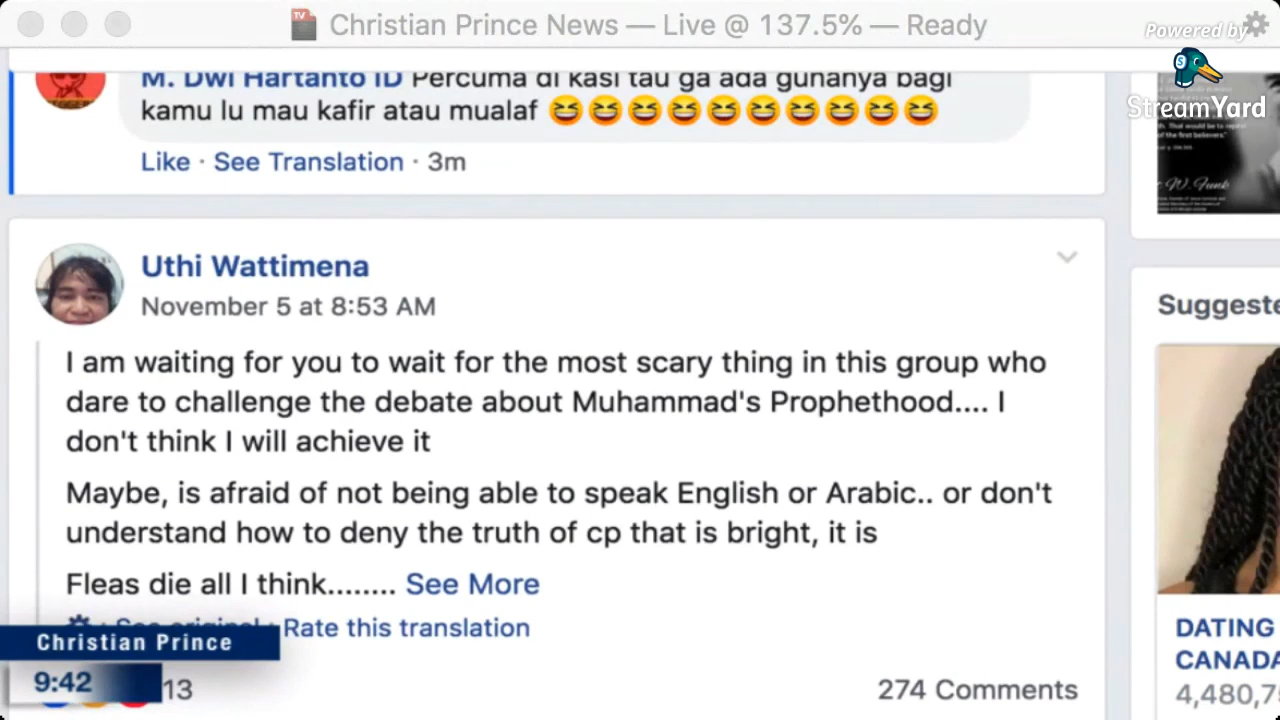 Christian Prince News — Live @ 137.5% — Ready
Powered by
StreamYard
M. Dwi Hartanto ID Percuma di kasi tau ga ada gunanya bagi
kamu lu mau kafir atau mualaf 😆😆😆😆😆😆😆😆😆😆
Like · See Translation · 3m
W. Funk
Uthi Wattimena
November 5 at 8:53 AM
I am waiting for you to wait for the most scary thing in this group who
dare to challenge the debate about Muhammad's Prophethood.... I
don't think I will achieve it
Maybe, is afraid of not being able to speak English or Arabic.. or don't
understand how to deny the truth of cp that is bright, it is
Fleas die all I think........ See More
See original · Rate this translation
Christian Prince
9:42
13
274 Comments
Suggeste
DATING
CANADA
4,480,7